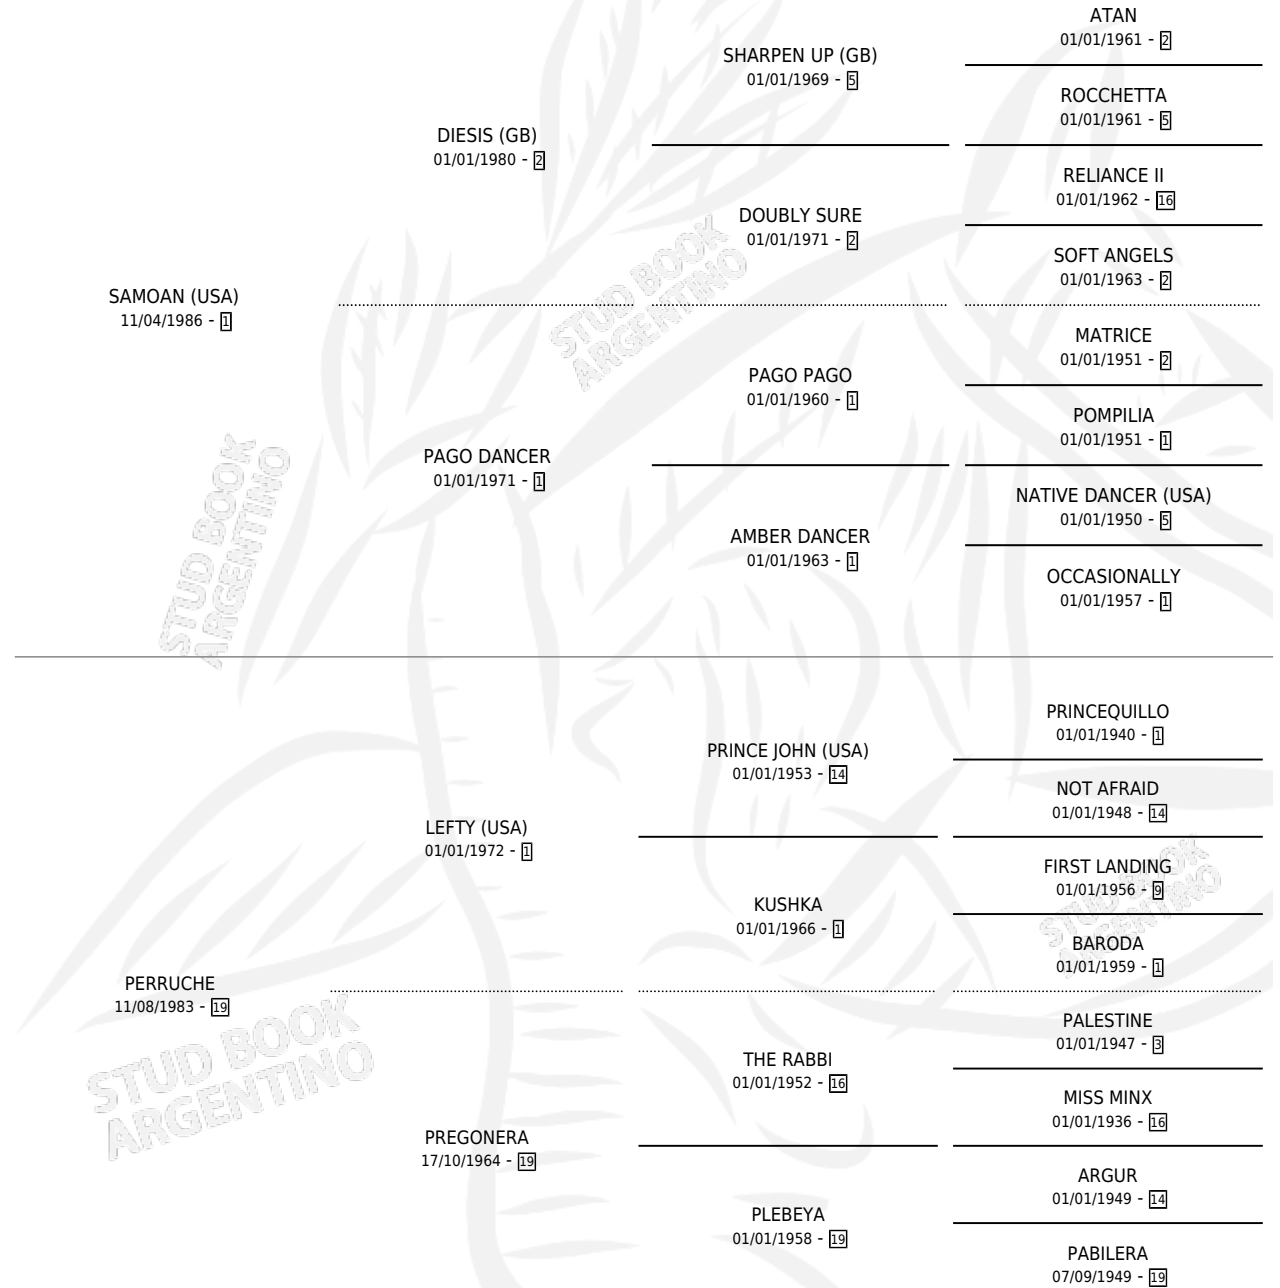 ATAN
01/01/1961 - 2
SHARPEN UP (GB)
01/01/1969 - 5
ROCCHETTA
01/01/1961 - 5
DIESIS (GB)
01/01/1980 - 2
RELIANCE II
01/01/1962 - 16
DOUBLY SURE
01/01/1971 - 2
SOFT ANGELS
01/01/1963 - 2
SAMOAN (USA)
11/04/1986 - 1
STUD BOOK
ARGENTINO
MATRICE
01/01/1951 - 2
PAGO PAGO
01/01/1960 - 1
POMPILIA
01/01/1951 - 1
PAGO DANCER
01/01/1971 - 1
NATIVE DANCER (USA)
01/01/1950 - 5
AMBER DANCER
01/01/1963 - 1
OCCASIONALLY
01/01/1957 - 1
STUD BOOK
ARGENTINO
PRINCEQUILLO
01/01/1940 - 1
PRINCE JOHN (USA)
01/01/1953 - 14
NOT AFRAID
01/01/1948 - 14
LEFTY (USA)
01/01/1972 - 1
FIRST LANDING
01/01/1956 - 9
KUSHKA
01/01/1966 - 1
STUD BOOK
ARGENTINO
BARODA
01/01/1959 - 1
PERRUCHE
11/08/1983 - 19
PALESTINE
01/01/1947 - 3
THE RABBI
01/01/1952 - 16
STUD BOOK
ARGENTINO
MISS MINX
01/01/1936 - 16
PREGONERA
17/10/1964 - 19
ARGUR
01/01/1949 - 14
PLEBEYA
01/01/1958 - 19
PABILERA
07/09/1949 - 19